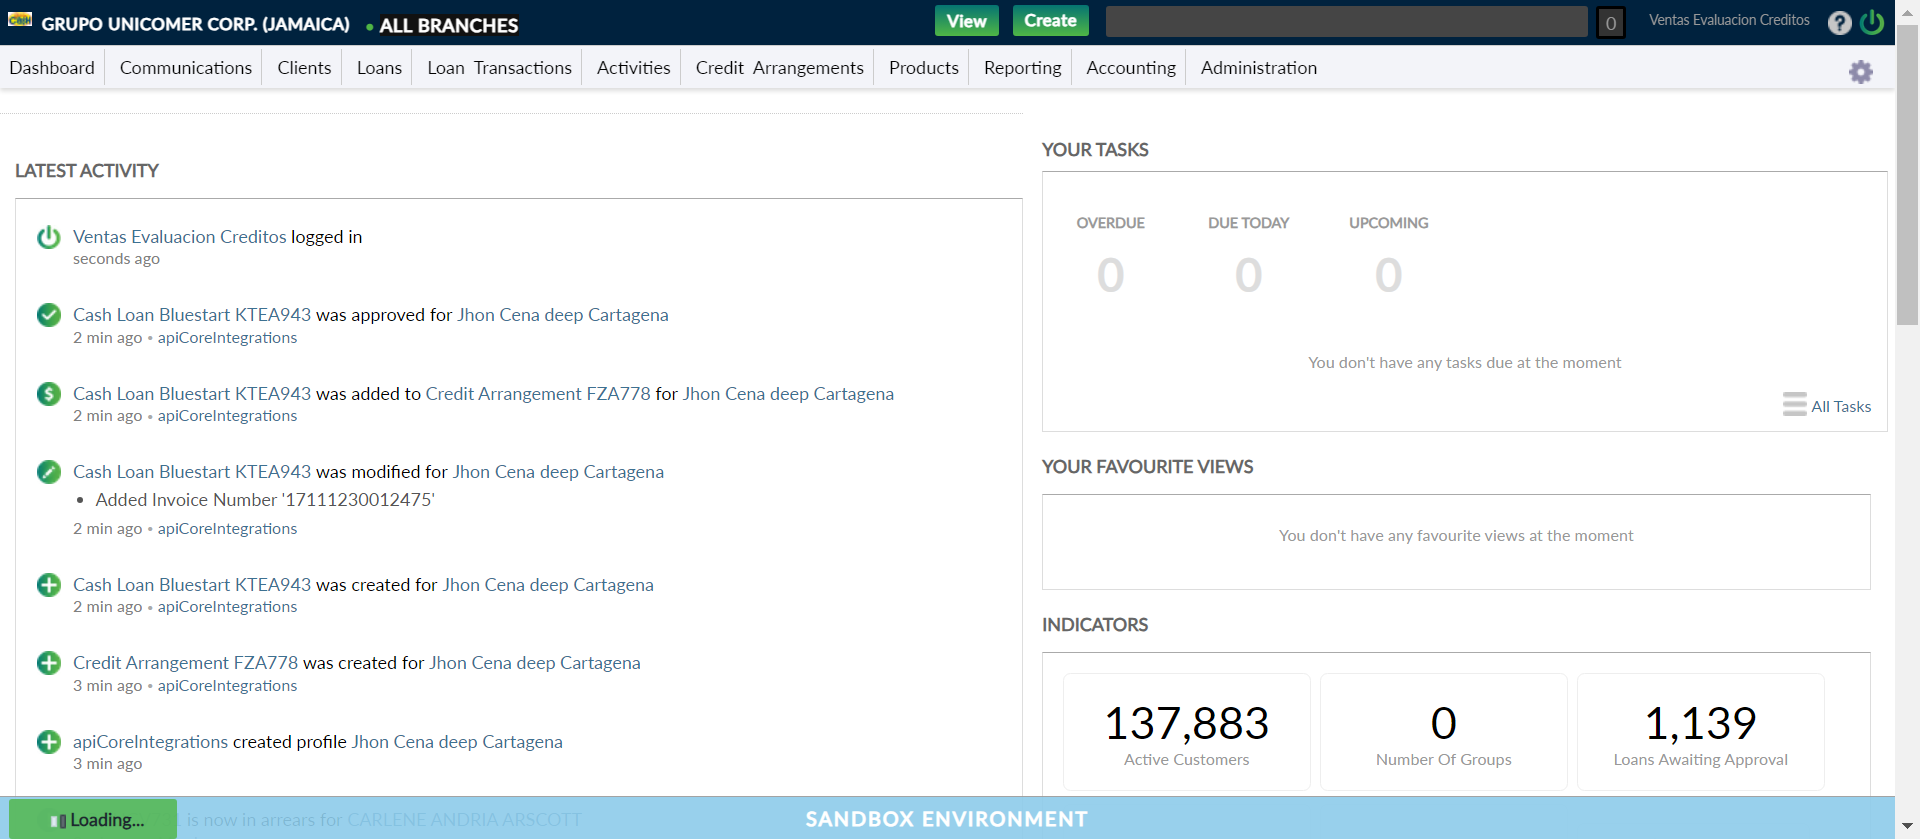 Cash GRUPO UNICOMER CORP. (JAMAICA) • ALL BRANCHES View Create 0 Ventas Evaluacion Creditos ?
Dashboard Communications Clients Loans Loan Transactions Activities Credit Arrangements Products Reporting Accounting Administration
LATEST ACTIVITY
Ventas Evaluacion Creditos logged in
seconds ago
Cash Loan Bluestart KTEA943 was approved for Jhon Cena deep Cartagena
2 min ago • apiCoreIntegrations
Cash Loan Bluestart KTEA943 was added to Credit Arrangement FZA778 for Jhon Cena deep Cartagena
2 min ago • apiCoreIntegrations
Cash Loan Bluestart KTEA943 was modified for Jhon Cena deep Cartagena
• Added Invoice Number '17111230012475'
2 min ago • apiCoreIntegrations
Cash Loan Bluestart KTEA943 was created for Jhon Cena deep Cartagena
2 min ago • apiCoreIntegrations
Credit Arrangement FZA778 was created for Jhon Cena deep Cartagena
3 min ago • apiCoreIntegrations
apiCoreIntegrations created profile Jhon Cena deep Cartagena
3 min ago
is now in arrears for CARLENE ANDRIA ARSCOTT
YOUR TASKS
OVERDUE DUE TODAY UPCOMING
0 0 0
You don't have any tasks due at the moment
All Tasks
YOUR FAVOURITE VIEWS
You don't have any favourite views at the moment
INDICATORS
137,883 0 1,139
Active Customers Number Of Groups Loans Awaiting Approval
Loading... SANDBOX ENVIRONMENT